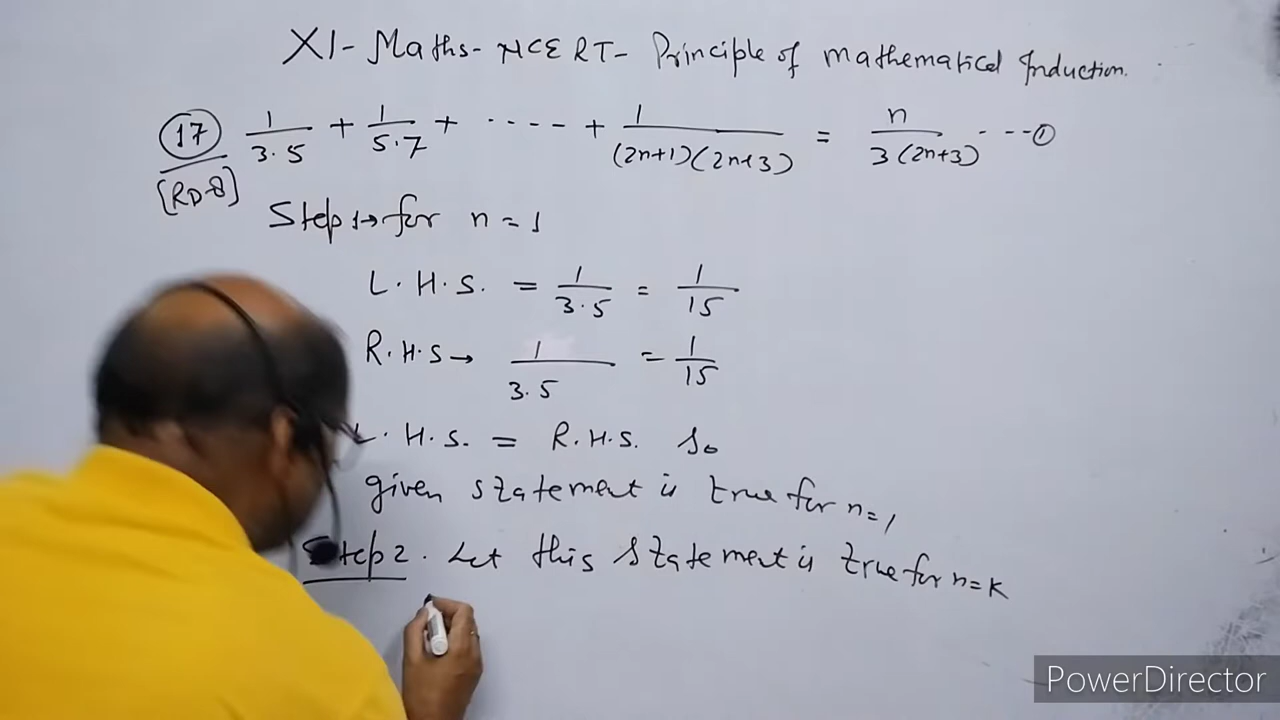 XI- Maths- NCERT- Principle of mathematical Induction.
17 1/3.5 + 1/5.7 + ----- + 1/(2n+1)(2n+3) = n/3(2n+3) ---①
[RD-8]
Step 1→ for n = 1
L.H.S. = 1/3.5 = 1/15
R.H.S → 1/3.5 = 1/15
L.H.S. = R.H.S. So
given statement is true for n=1
Step 2. Let this statement is true for n=K
PowerDirector